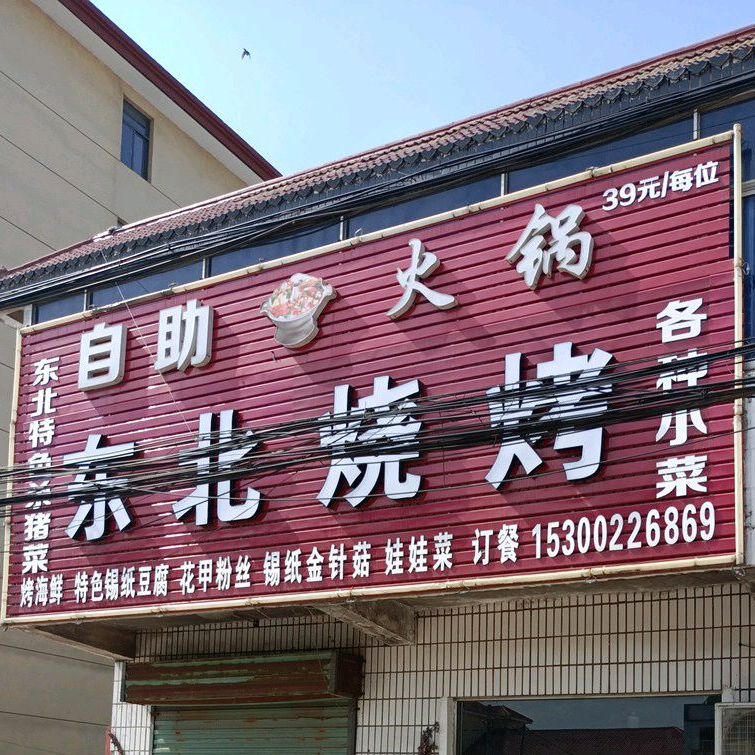 39元/每位
自助 火锅
东北烧烤
东北特色杀猪菜
各种小菜
烤海鲜 特色锡纸豆腐 花甲粉丝 锡纸金针菇 娃娃菜 订餐 15300226869